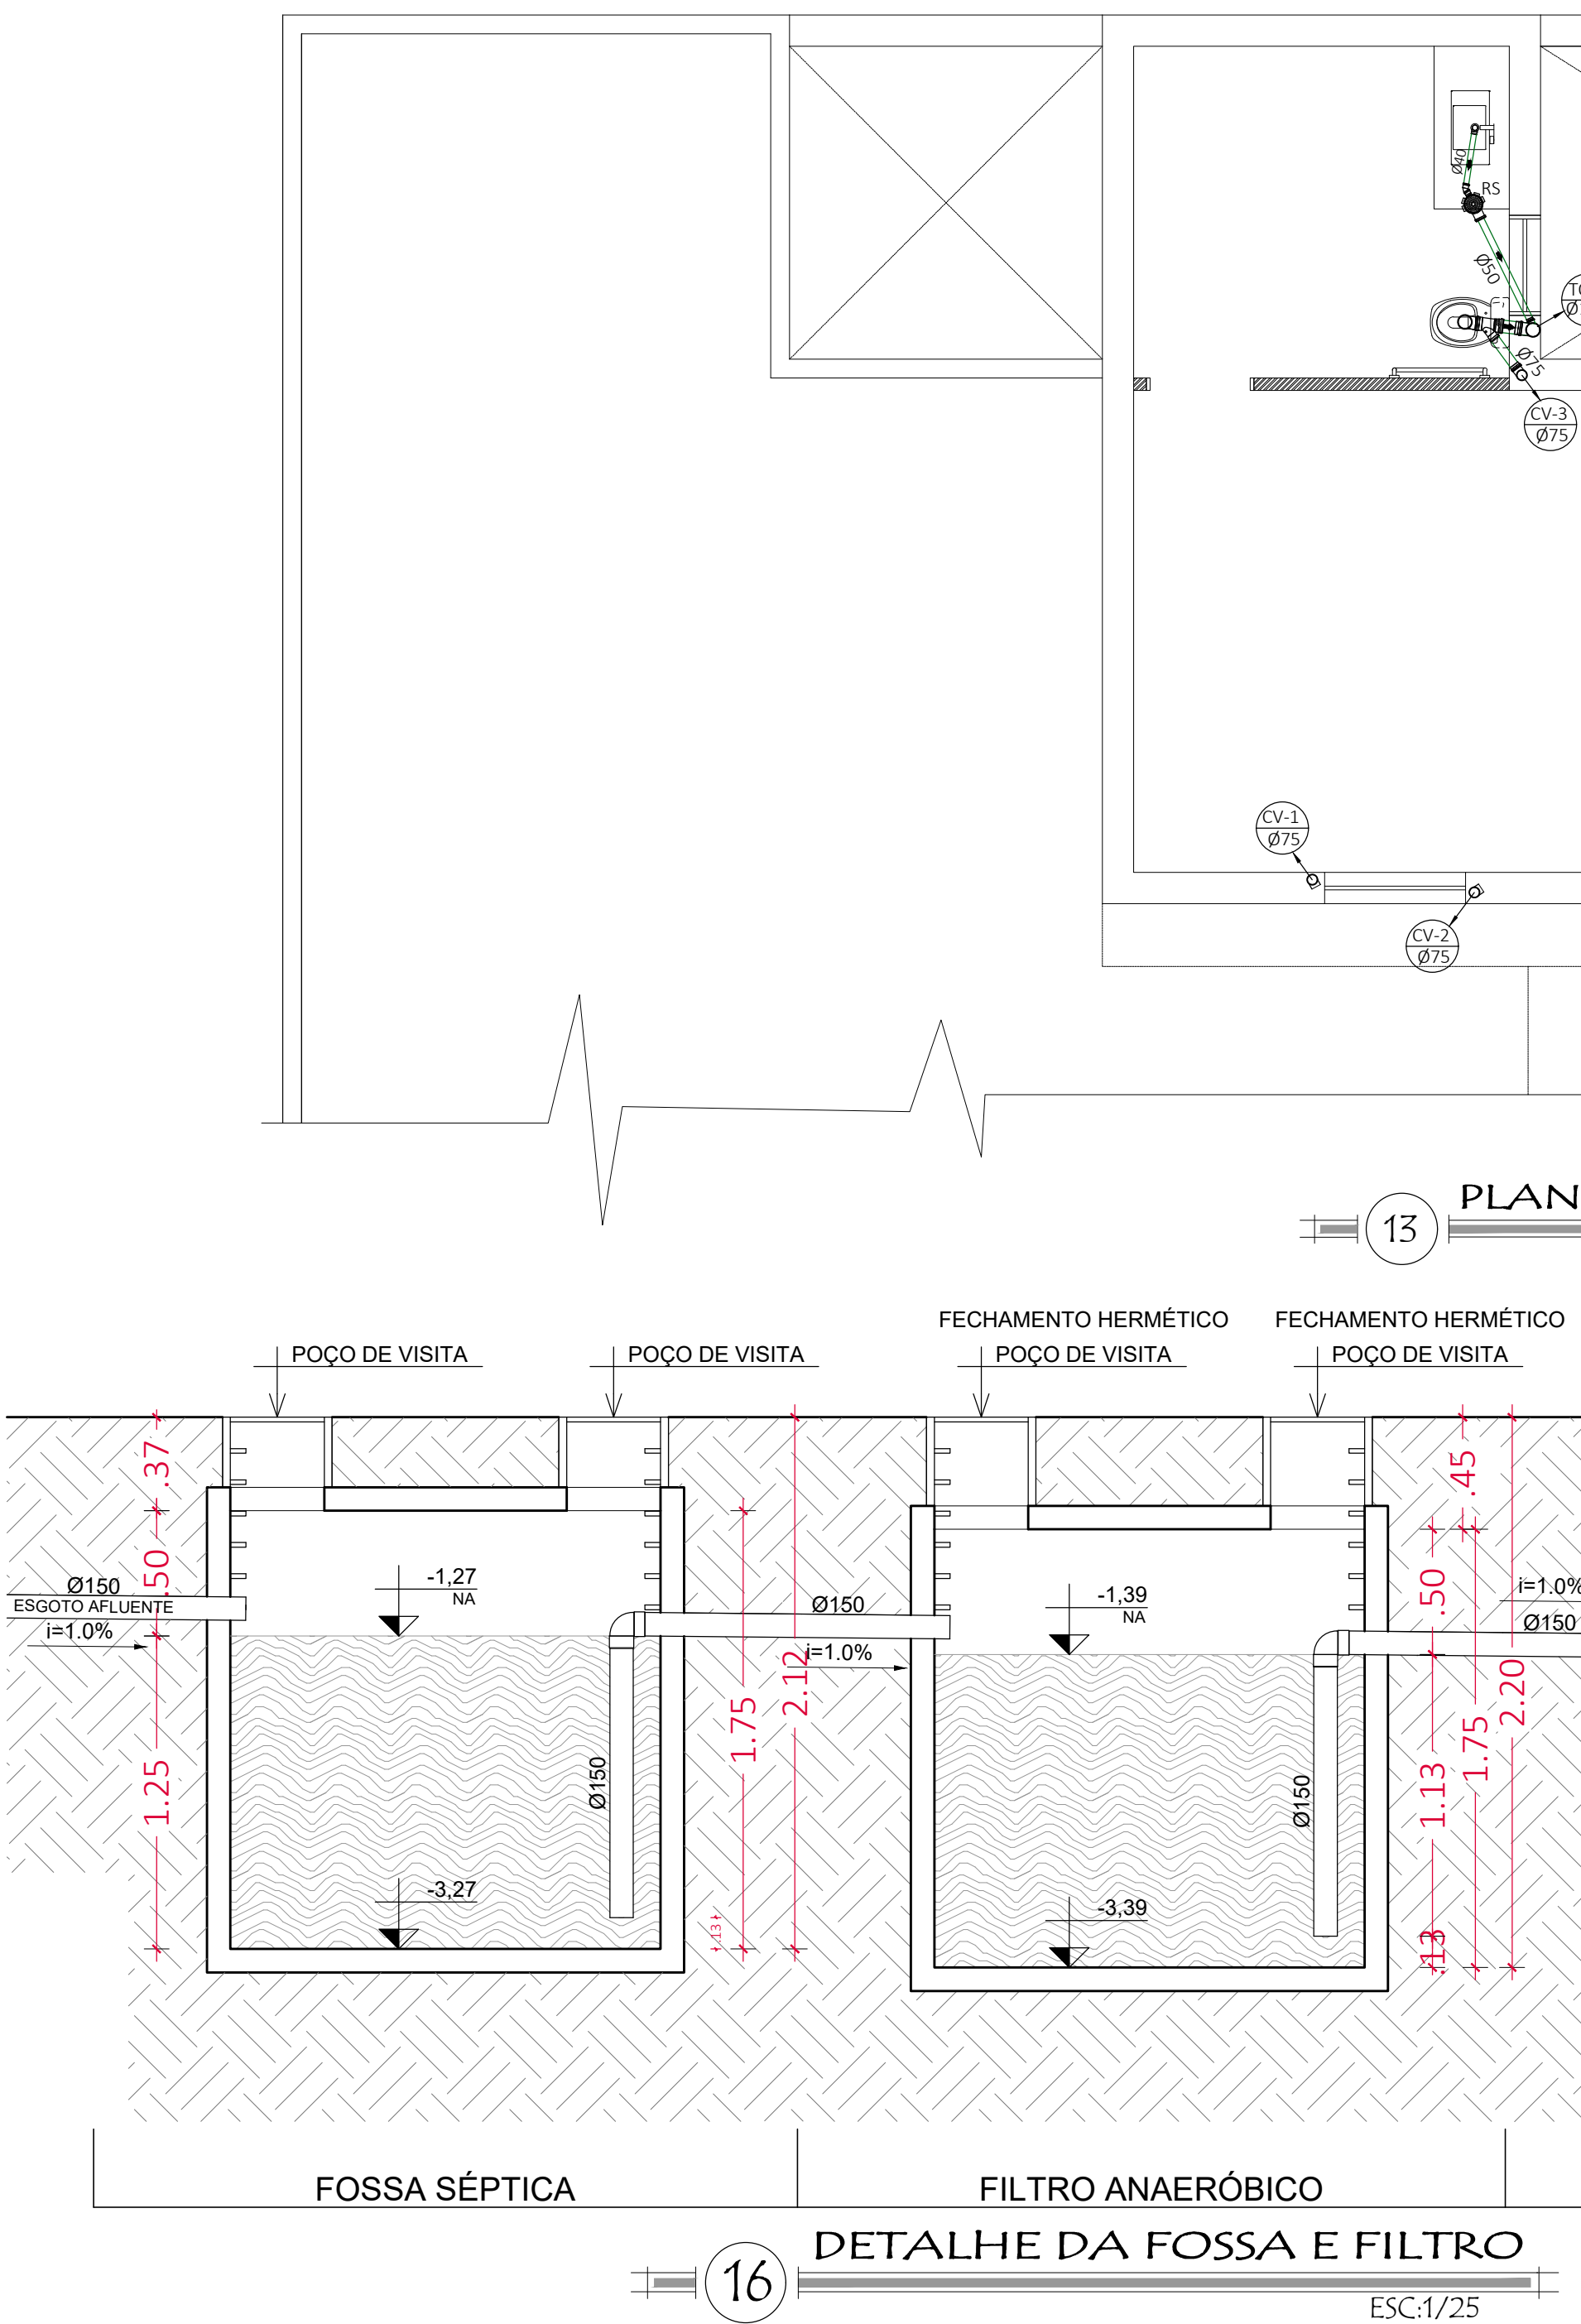 Ø40
RS
Ø50
Ø75
CV-3
Ø75
CV-1
Ø75
CV-2
Ø75
13
FECHAMENTO HERMÉTICO
FECHAMENTO HERMÉTICO
POÇO DE VISITA
POÇO DE VISITA
POÇO DE VISITA
POÇO DE VISITA
.37
.50
1.25
Ø150
ESGOTO AFLUENTE
i=1.0%
-1,27
NA
-3,27
Ø150
.13
1.75
2.12
Ø150
i=1.0%
-1,39
NA
-3,39
Ø150
.45
.50
1.13
.13
1.75
2.20
i=1.0%
Ø150
FOSSA SÉPTICA
FILTRO ANAERÓBICO
16
DETALHE DA FOSSA E FILTRO
ESC:1/25